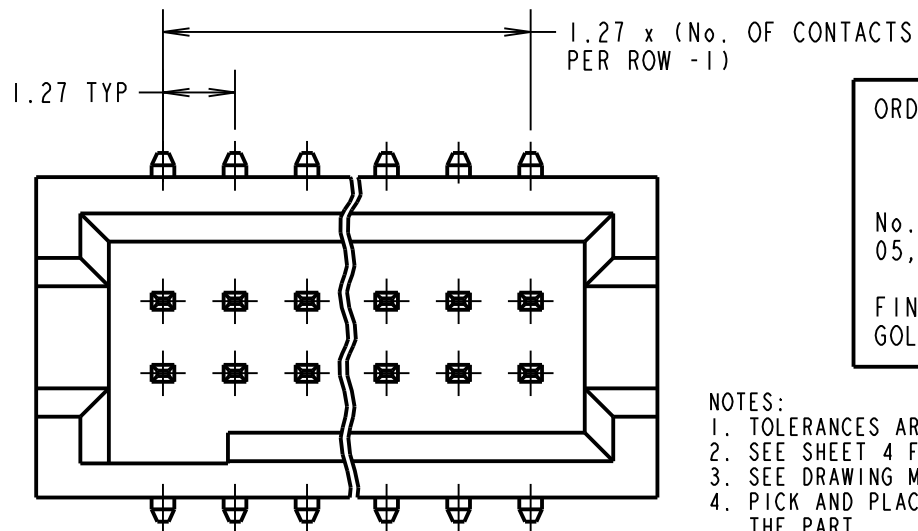 1.27 x (No. OF CONTACTS
PER ROW -1)
1.27 TYP
ORD
No.
05,
FIN
GOL
NOTES:
1. TOLERANCES AR
2. SEE SHEET 4 F
3. SEE DRAWING M
4. PICK AND PLAC
THE PART